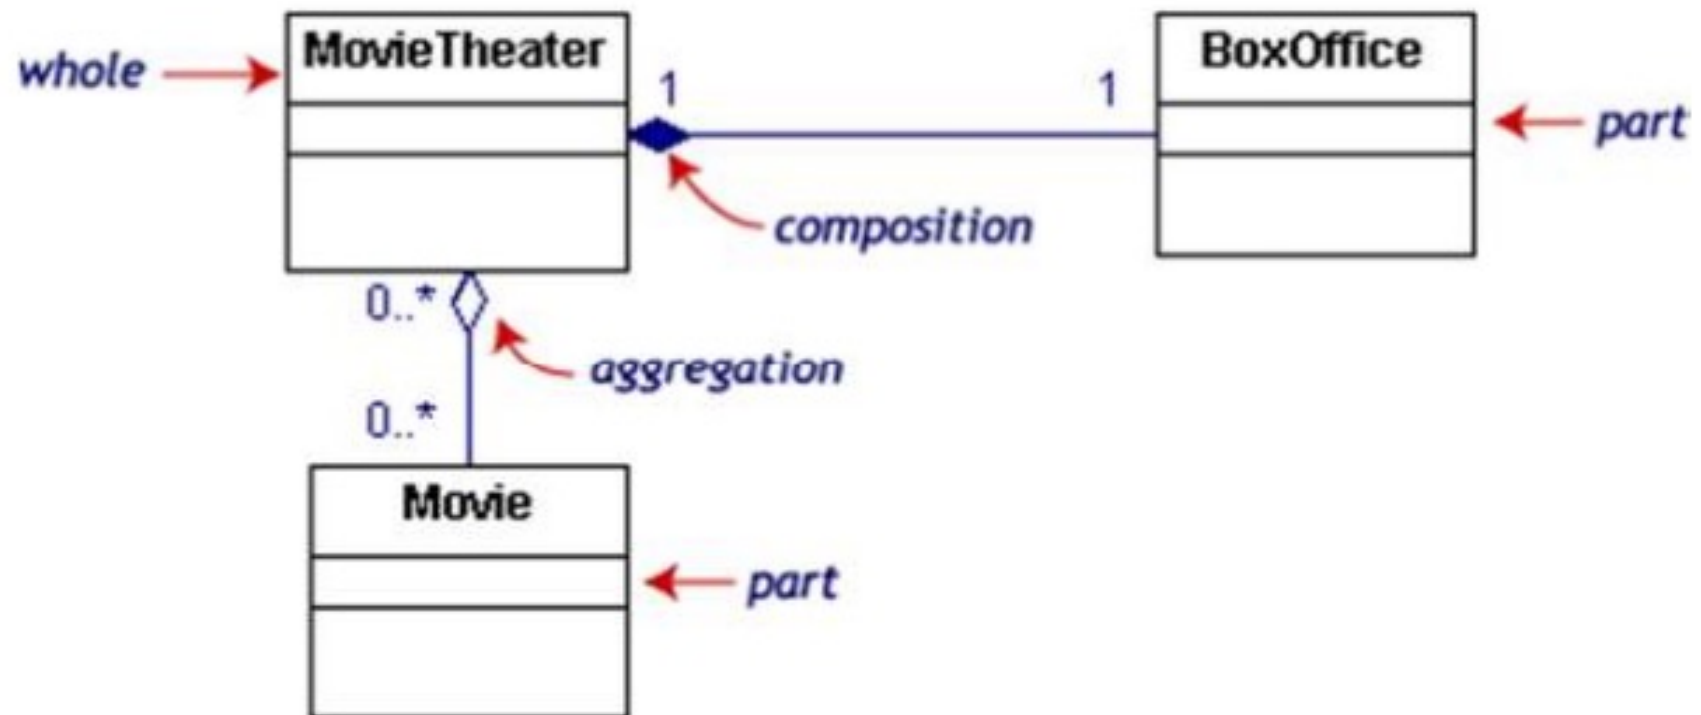 MovieTheater
BoxOffice
whole
1
1
part
composition
0..*
aggregation
0..*
Movie
part